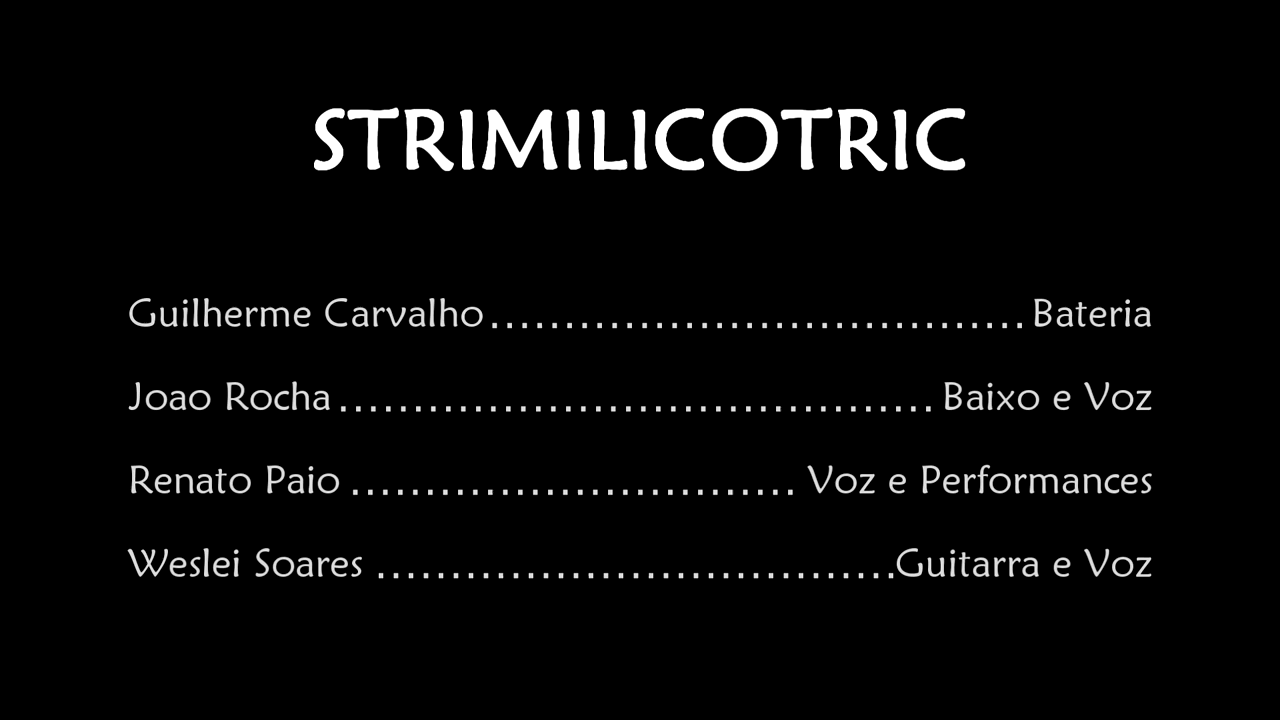 STRIMILICOTRIC
Guilherme Carvalho .................................... Bateria
Joao Rocha ........................................ Baixo e Voz
Renato Paio .............................. Voz e Performances
Weslei Soares ...................................Guitarra e Voz